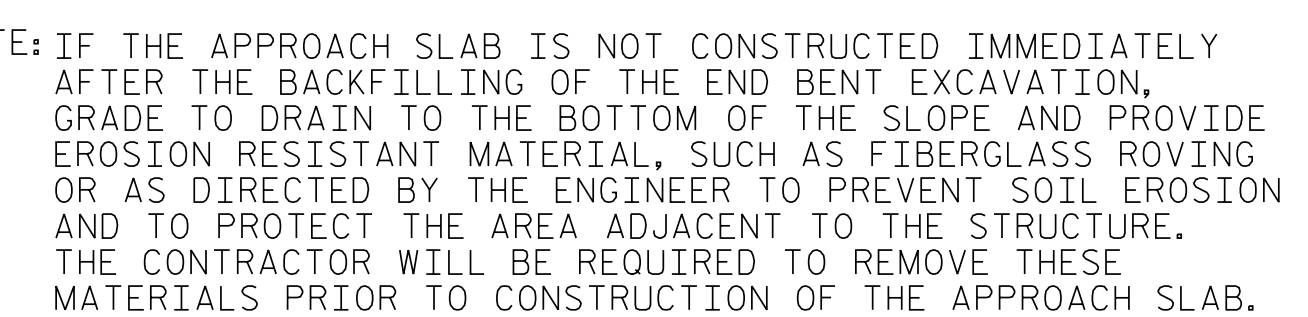 TE: IF THE APPROACH SLAB IS NOT CONSTRUCTED IMMEDIATELY
AFTER THE BACKFILLING OF THE END BENT EXCAVATION,
GRADE TO DRAIN TO THE BOTTOM OF THE SLOPE AND PROVIDE
EROSION RESISTANT MATERIAL, SUCH AS FIBERGLASS ROVING
OR AS DIRECTED BY THE ENGINEER TO PREVENT SOIL EROSION
AND TO PROTECT THE AREA ADJACENT TO THE STRUCTURE.
THE CONTRACTOR WILL BE REQUIRED TO REMOVE THESE
MATERIALS PRIOR TO CONSTRUCTION OF THE APPROACH SLAB.